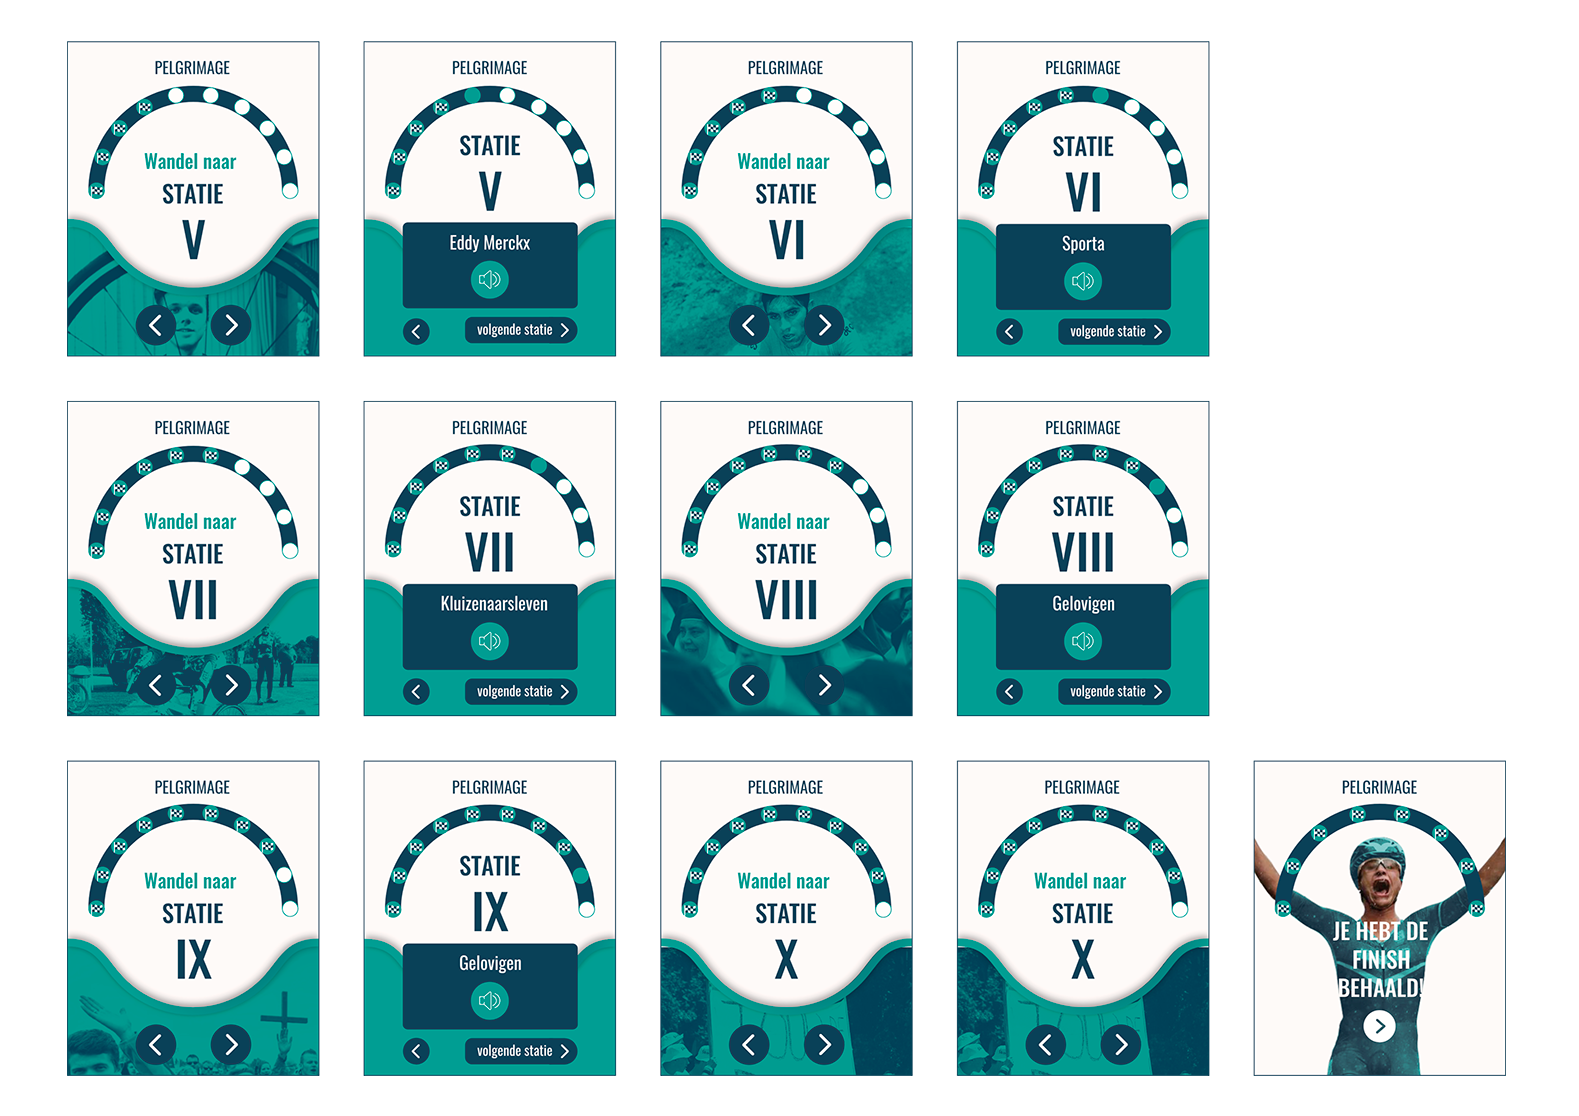 PELGRIMAGE
Wandel naar
STATIE
V
PELGRIMAGE
STATIE
V
Eddy Merckx
volgende statie
PELGRIMAGE
Wandel naar
STATIE
VI
PELGRIMAGE
STATIE
VI
Sporta
volgende statie
PELGRIMAGE
Wandel naar
STATIE
VII
PELGRIMAGE
STATIE
VII
Kluizenaarsleven
volgende statie
PELGRIMAGE
Wandel naar
STATIE
VIII
PELGRIMAGE
STATIE
VIII
Gelovigen
volgende statie
PELGRIMAGE
Wandel naar
STATIE
IX
PELGRIMAGE
STATIE
IX
Gelovigen
volgende statie
PELGRIMAGE
Wandel naar
STATIE
X
PELGRIMAGE
Wandel naar
STATIE
X
PELGRIMAGE
JE HEBT DE
FINISH
BEHAALD!